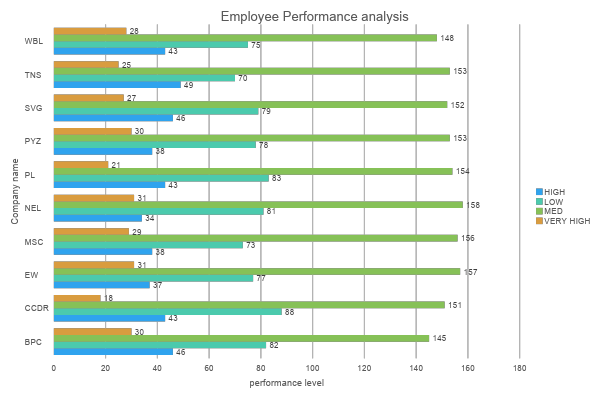 Employee Performance analysis
Company name
WBL
28
148
75
43
TNS
25
153
70
49
SVG
27
152
79
46
PYZ
30
153
78
38
PL
21
154
83
43
NEL
31
158
81
34
MSC
29
156
73
38
EW
31
157
77
37
CCDR
18
151
88
43
BPC
30
145
82
46
0 20 40 60 80 100 120 140 160 180
performance level
HIGH
LOW
MED
VERY HIGH